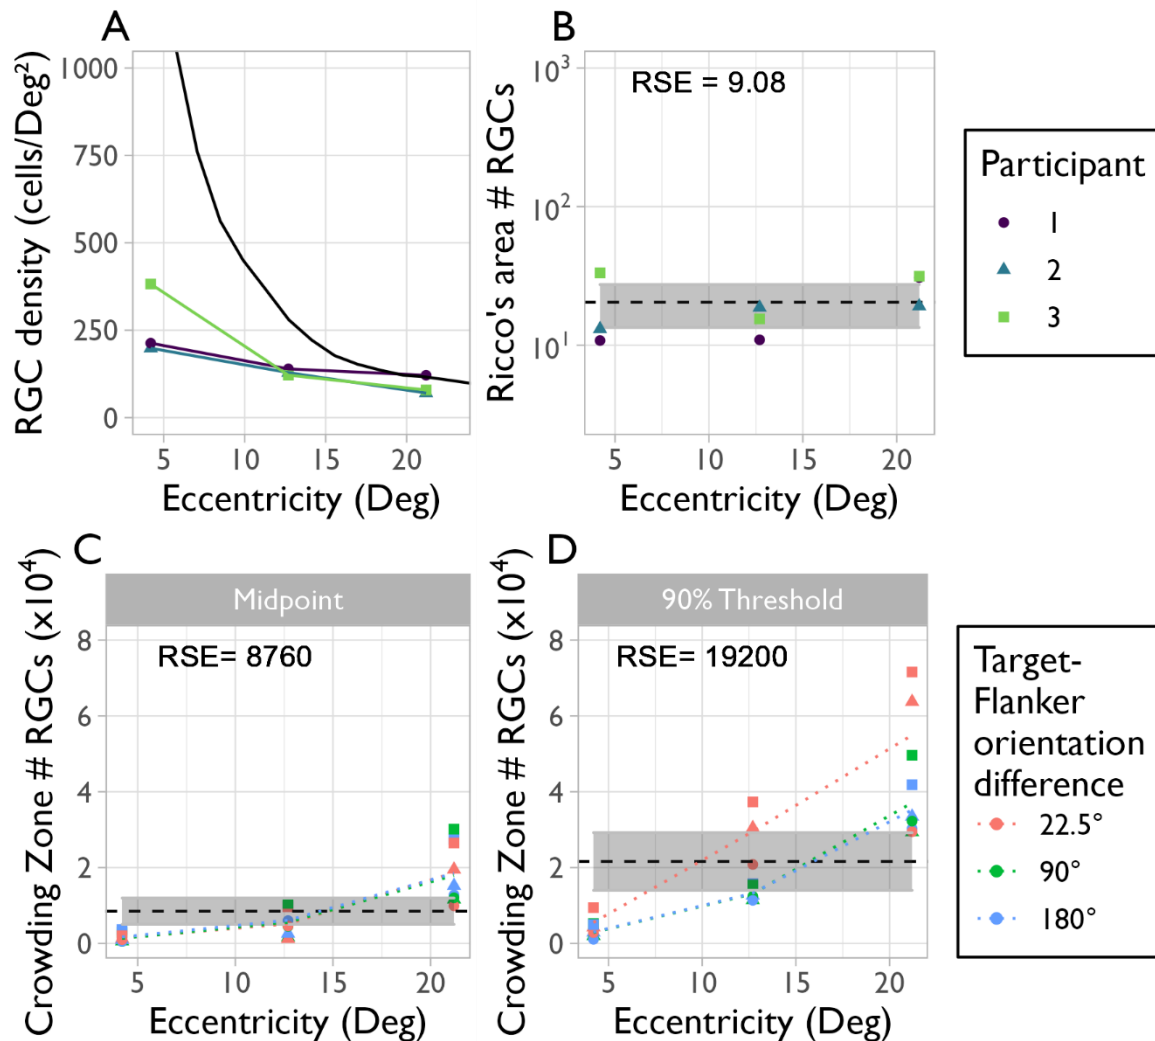 A
RGC density (cells/Deg²)
1000
750
500
250
0
5
10
15
20
Eccentricity (Deg)
B
Ricco's area # RGCs
10³
10²
10¹
RSE = 9.08
5
10
15
20
Eccentricity (Deg)
Participant
1
2
3
C
Crowding Zone # RGCs (x10⁴)
Midpoint
RSE= 8760
8
6
4
2
0
5
10
15
20
Eccentricity (Deg)
D
Crowding Zone # RGCs (x10⁴)
90% Threshold
RSE= 19200
8
6
4
2
0
5
10
15
20
Eccentricity (Deg)
Target-
Flanker
orientation
difference
22.5°
90°
180°